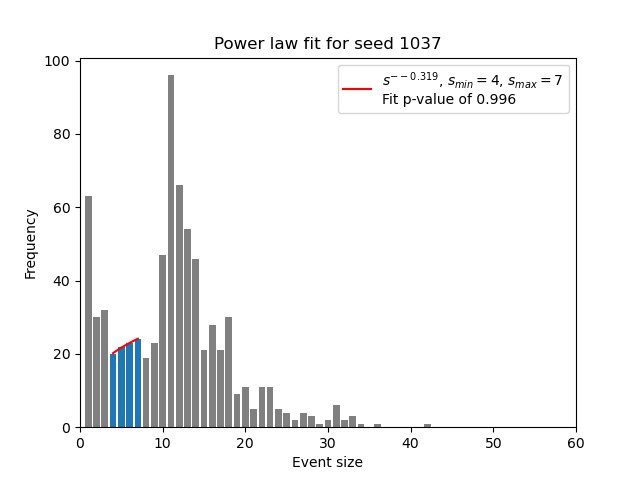 Power law fit for seed 1037
s^{--0.319}, s_{min} = 4, s_{max} = 7
Fit p-value of 0.996
Frequency
100
80
60
40
20
0
0 10 20 30 40 50 60
Event size